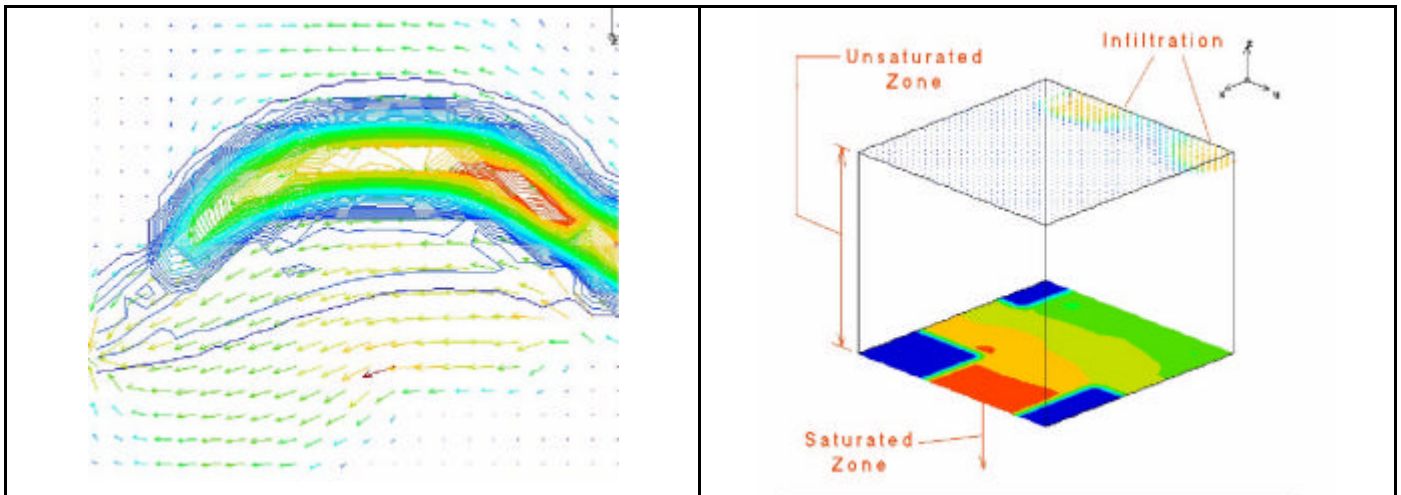 Unsaturated
Zone
Infiltration
z
x
y
Saturated
Zone